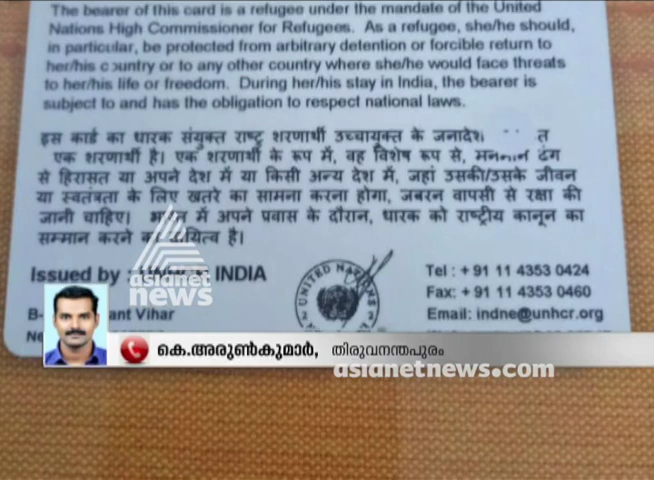 The bearer of this card is a refugee under the mandate of the United
Nations High Commissioner for Refugees. As a refugee, she/he should,
in particular, be protected from arbitrary detention or forcible return to
her/his country or to any other country where she/he would face threats
to her/his life or freedom. During her/his stay in India, the bearer is
subject to and has the obligation to respect national laws.
इस कार्ड का धारक संयुक्त राष्ट्र शरणार्थी उच्चायुक्त के जनादेश त
एक शरणार्थी है। एक शरणार्थी के रूप में, वह विशेष रूप से, ढंग
से हिरासत या अपने देश में या किसी अन्य देश में, जहां उसकी/उसके जीवन
या स्वतंत्रता के लिए खतरे का सामना करना होगा, जबरन वापसी से रक्षा की
जानी चाहिए। में अपने प्रवास के दौरान, धारक को राष्ट्रीय कानून का
सम्मान करने है।
Issued by : INDIA
Tel : + 91 11 4353 0424
Fax: + 91 11 4353 0460
Email: indne@unhcr.org
B- ant Vihar
UNITED NATIONS
asianet
news
കെ.അരുൺകുമാർ, തിരുവനന്തപുരം
asianetnews.com